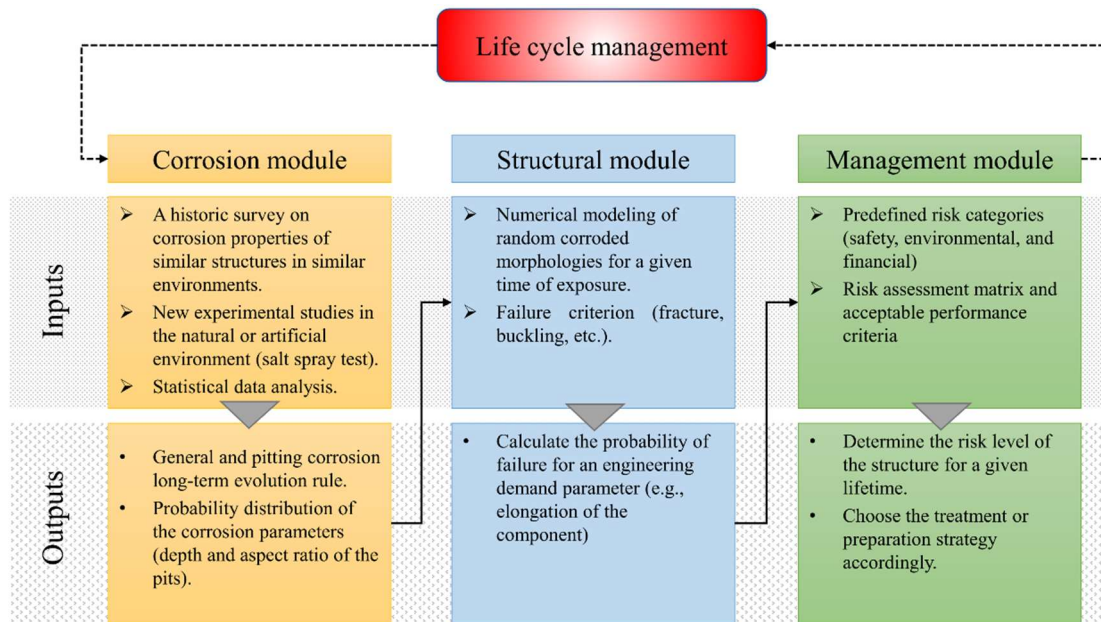 Life cycle management
Corrosion module
Structural module
Management module
Inputs
➤ A historic survey on
corrosion properties of
similar structures in similar
environments.
➤ New experimental studies in
the natural or artificial
environment (salt spray test).
➤ Statistical data analysis.
➤ Numerical modeling of
random corroded
morphologies for a given
time of exposure.
➤ Failure criterion (fracture,
buckling, etc.).
➤ Predefined risk categories
(safety, environmental, and
financial)
➤ Risk assessment matrix and
acceptable performance
criteria
Outputs
• General and pitting corrosion
long-term evolution rule.
• Probability distribution of
the corrosion parameters
(depth and aspect ratio of the
pits).
• Calculate the probability of
failure for an engineering
demand parameter (e.g.,
elongation of the
component)
• Determine the risk level of
the structure for a given
lifetime.
• Choose the treatment or
preparation strategy
accordingly.